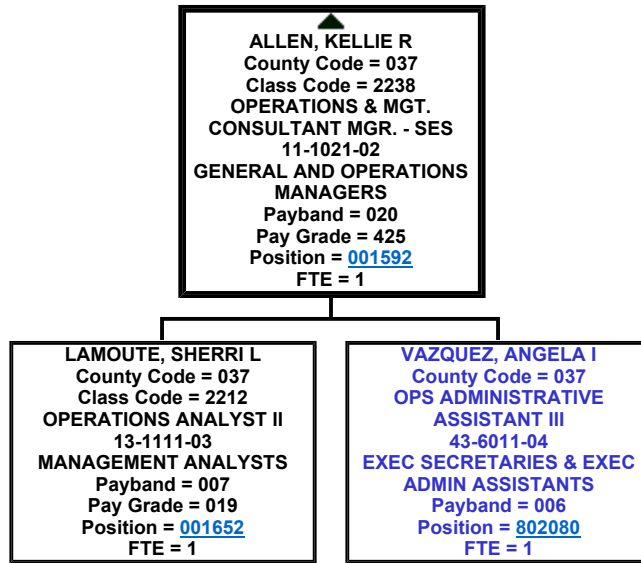 ALLEN, KELLIE R
County Code = 037
Class Code = 2238
OPERATIONS & MGT.
CONSULTANT MGR. - SES
11-1021-02
GENERAL AND OPERATIONS
MANAGERS
Payband = 020
Pay Grade = 425
Position = 001592
FTE = 1
LAMOUTE, SHERRI L
County Code = 037
Class Code = 2212
OPERATIONS ANALYST II
13-1111-03
MANAGEMENT ANALYSTS
Payband = 007
Pay Grade = 019
Position = 001652
FTE = 1
VAZQUEZ, ANGELA I
County Code = 037
OPS ADMINISTRATIVE
ASSISTANT III
43-6011-04
EXEC SECRETARIES & EXEC
ADMIN ASSISTANTS
Payband = 006
Position = 802080
FTE = 1